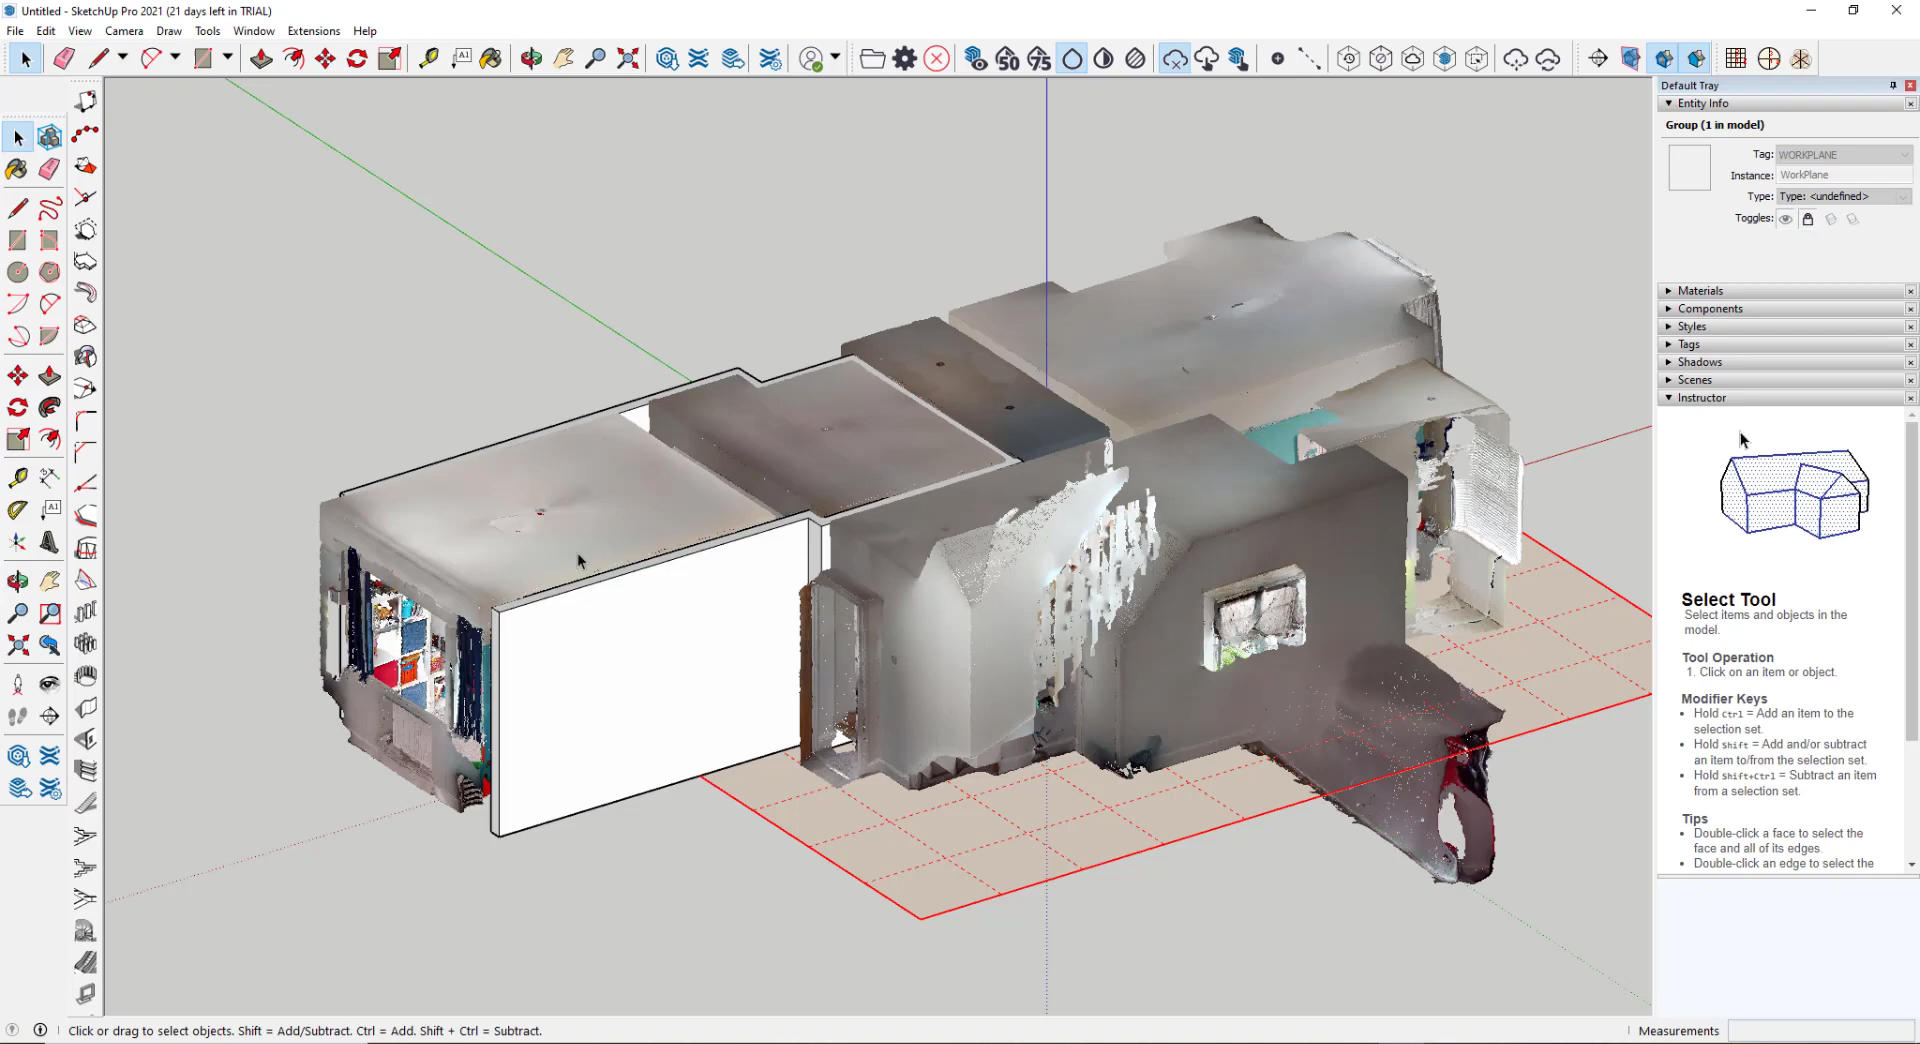 Untitled - SketchUp Pro 2021 (21 days left in TRIAL)
File Edit View Camera Draw Tools Window Extensions Help
A1
50 75
Default Tray
Entity Info
Group (1 in model)
Tag: WORKPLANE
Instance: WorkPlane
Type: Type: <undefined>
Toggles:
Materials
Components
Styles
Tags
Shadows
Scenes
Instructor
A1
Select Tool
Select items and objects in the
model.
Tool Operation
1. Click on an item or object.
Modifier Keys
• Hold Ctrl = Add an item to the
selection set.
• Hold Shift = Add and/or subtract
an item to/from the selection set.
• Hold Shift+Ctrl = Subtract an item
from a selection set.
Tips
• Double-click a face to select the
face and all of its edges.
• Double-click an edge to select the
Click or drag to select objects. Shift = Add/Subtract. Ctrl = Add. Shift + Ctrl = Subtract.
Measurements